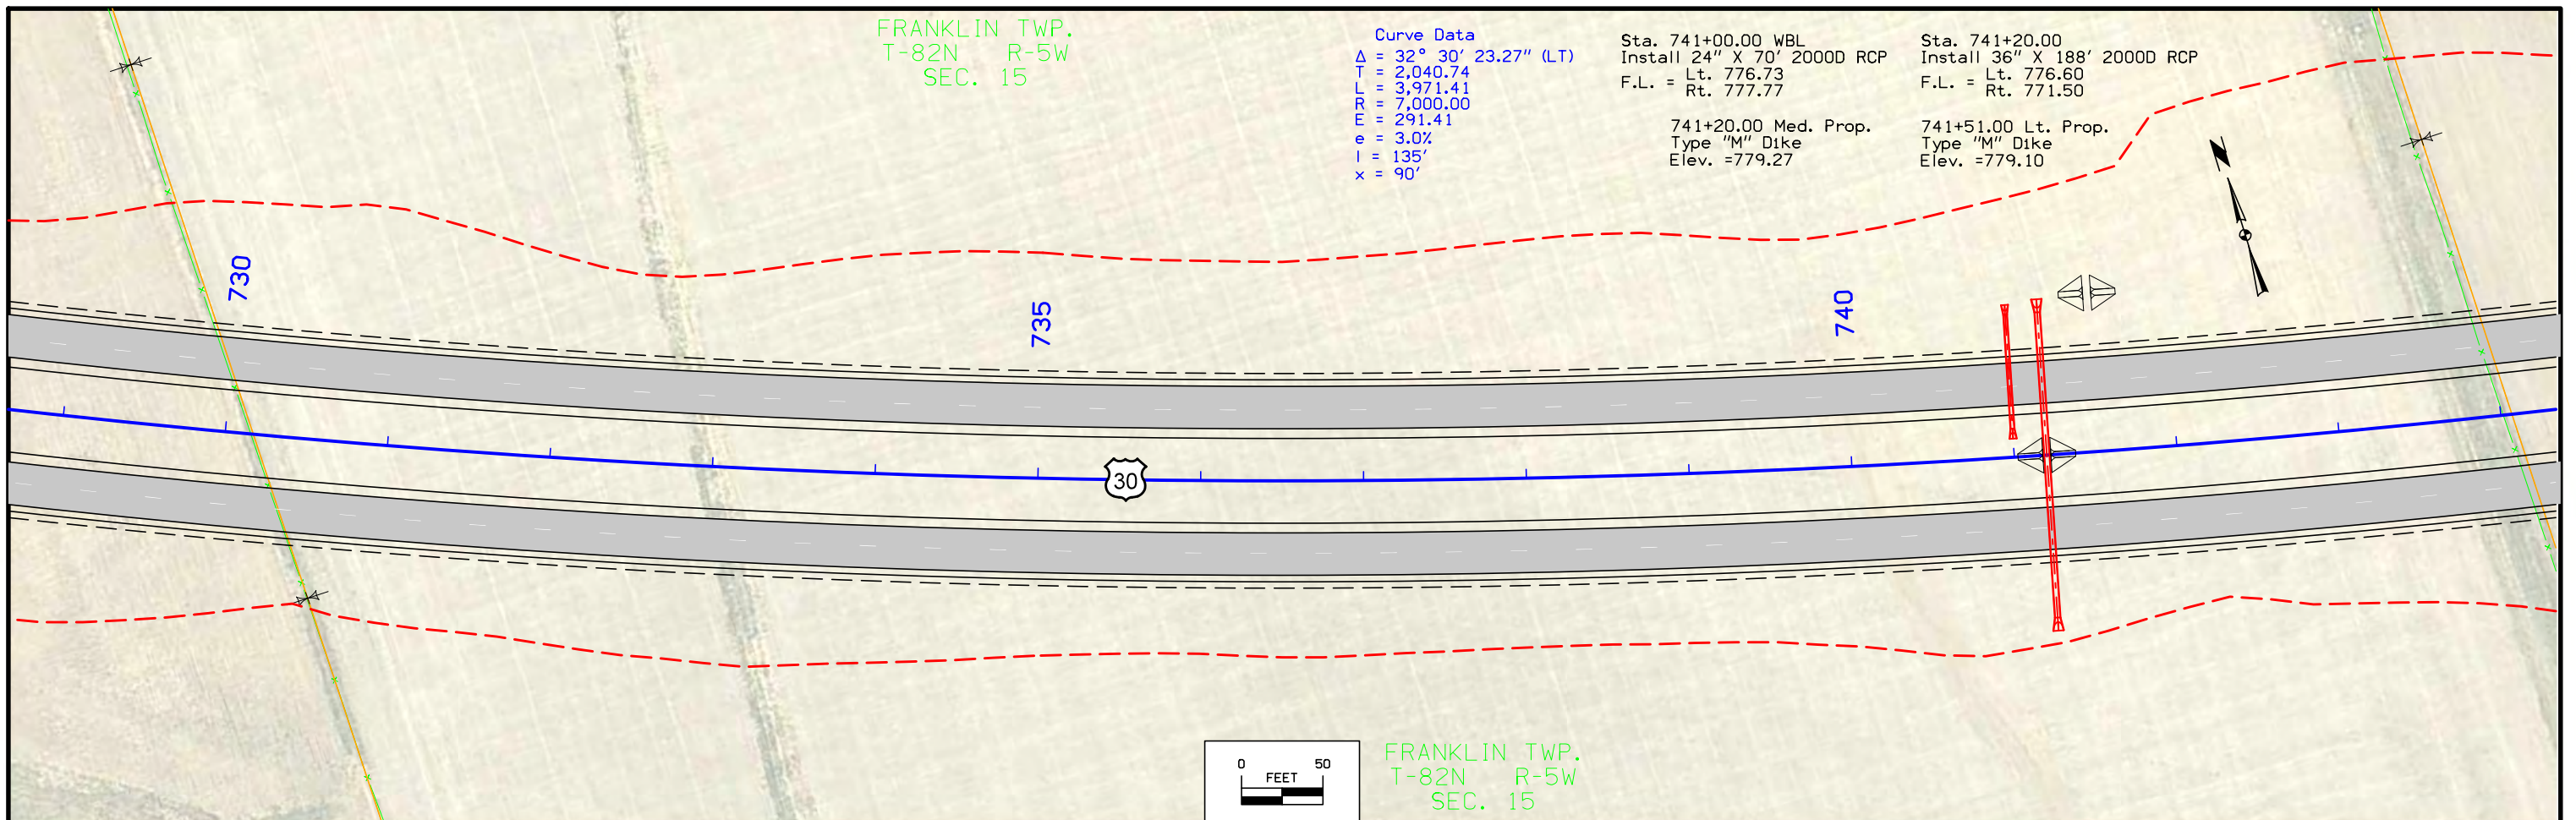 FRANKLIN TWP.
T-82N R-5W
SEC. 15
Curve Data
Δ = 32° 30' 23.27" (LT)
T = 2,040.74
L = 3,971.41
R = 7,000.00
E = 291.41
e = 3.0%
l = 135'
x = 90'
Sta. 741+00.00 WBL
Install 24" X 70' 2000D RCP
F.L. = Lt. 776.73
Rt. 777.77
741+20.00 Med. Prop.
Type "M" Dike
Elev. =779.27
Sta. 741+20.00
Install 36" X 188' 2000D RCP
F.L. = Lt. 776.60
Rt. 771.50
741+51.00 Lt. Prop.
Type "M" Dike
Elev. =779.10
N
730
735
740
30
0 50
FEET
FRANKLIN TWP.
T-82N R-5W
SEC. 15